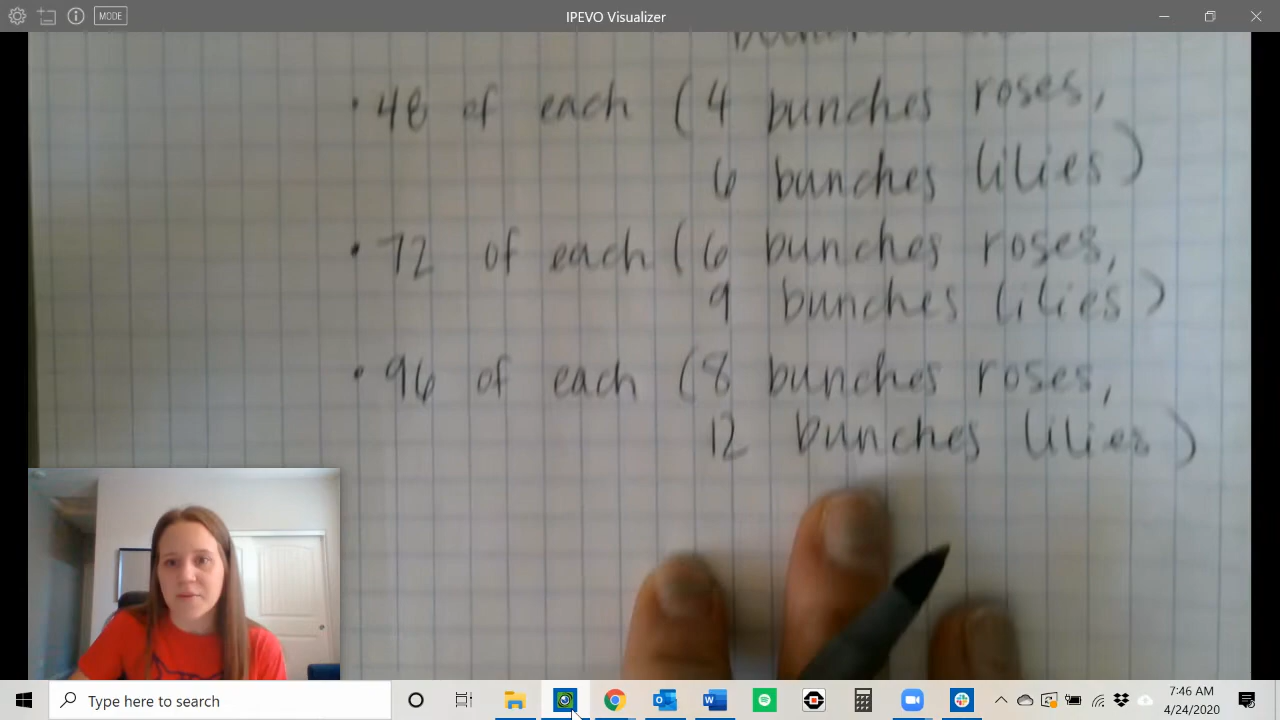 MODE
IPEVO Visualizer
• 48 of each (4 bunches roses,
6 bunches lilies)
• 72 of each (6 bunches roses,
9 bunches lilies)
• 96 of each (8 bunches roses,
12 bunches lilies)
Type here to search
7:46 AM
4/24/2020